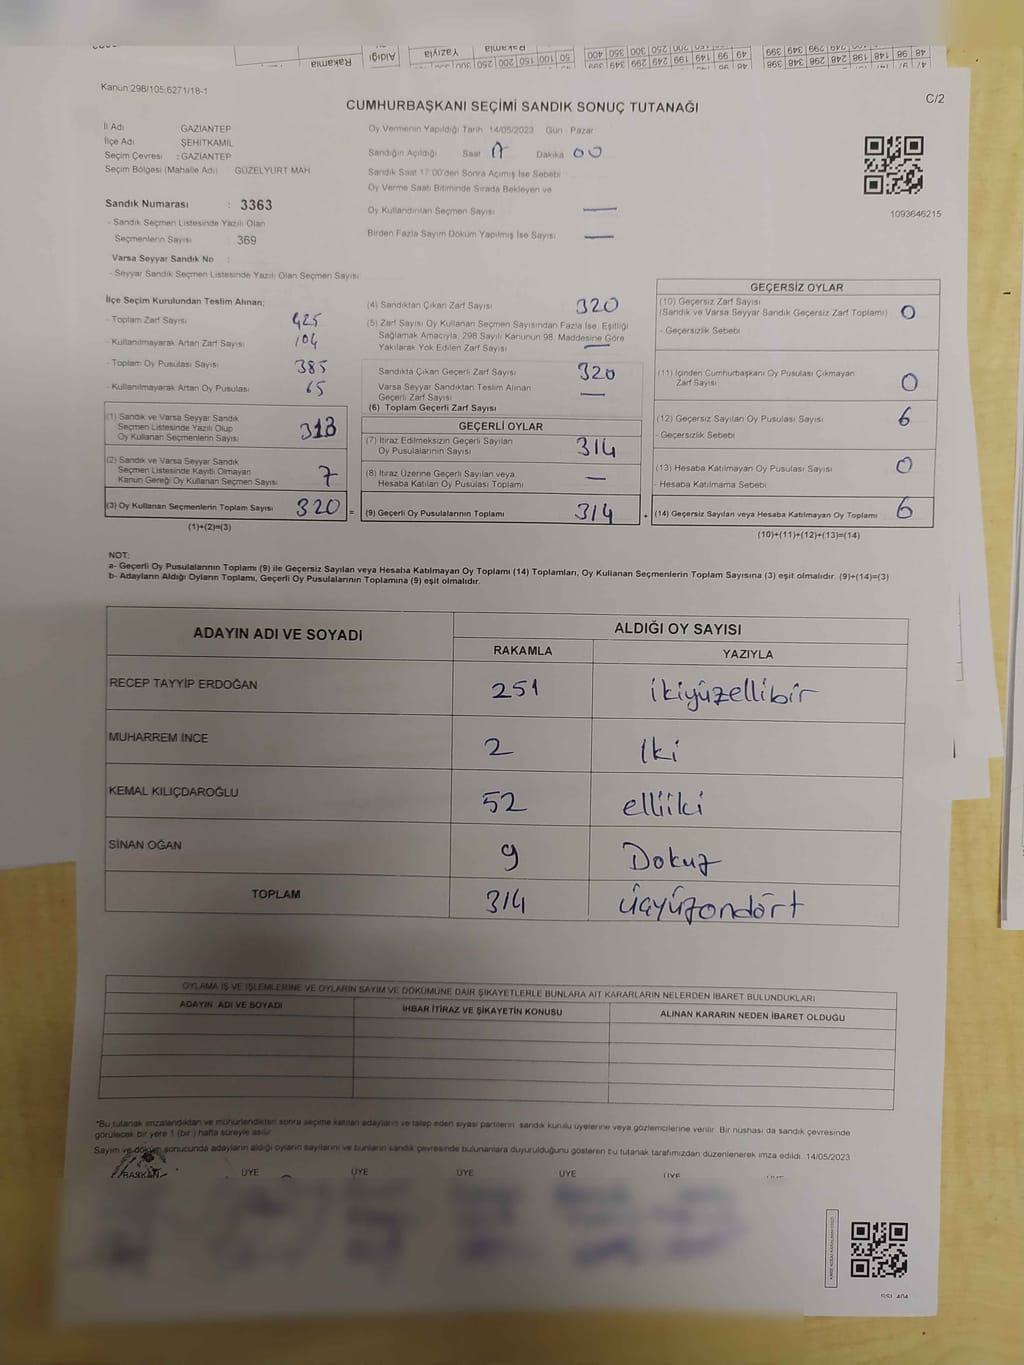 Kanun:298/105,6271/18-1
C/2
CUMHURBAŞKANI SEÇİMİ SANDIK SONUÇ TUTANAĞI
İl Adı GAZİANTEP
İlçe Adı ŞEHİTKAMİL
Seçim Çevresi : GAZİANTEP
Seçim Bölgesi (Mahalle Adı) GÜZELYURT MAH
Sandık Numarası : 3363
- Sandık Seçmen Listesinde Yazılı Olan
Seçmenlerin Sayısı 369
Varsa Seyyar Sandık No :
- Seyyar Sandık Seçmen Listesinde Yazılı Olan Seçmen Sayısı
Oy Vermenin Yapıldığı Tarih 14/05/2023 Gün Pazar
Sandığın Açıldığı Saat 17 Dakika 00
Sandık Saat 17:00'den Sonra Açılmış İse Sebebi
Oy Verme Saati Bitiminde Sırada Bekleyen ve
Oy Kullandırılan Seçmen Sayısı —
Birden Fazla Sayım Döküm Yapılmış İse Sayısı —
1093646215
İlçe Seçim Kurulundan Teslim Alınan;
- Toplam Zarf Sayısı 425
- Kullanılmayarak Artan Zarf Sayısı 104
- Toplam Oy Pusulası Sayısı 385
- Kullanılmayarak Artan Oy Pusulası 65
(1) Sandık ve Varsa Seyyar Sandık
Seçmen Listesinde Yazılı Olup
Oy Kullanan Seçmenlerin Sayısı 313
(2) Sandık ve Varsa Seyyar Sandık
Seçmen Listesinde Kayıtlı Olmayan
Kanun Gereği Oy Kullanan Seçmen Sayısı 7
(3) Oy Kullanan Seçmenlerin Toplam Sayısı 320 =
(1)+(2)=(3)
(4) Sandıktan Çıkan Zarf Sayısı 320
(5) Zarf Sayısı Oy Kullanan Seçmen Sayısından Fazla İse, Eşitliği
Sağlamak Amacıyla, 298 Sayılı Kanunun 98. Maddesine Göre
Yakılarak Yok Edilen Zarf Sayısı —
Sandıkta Çıkan Geçerli Zarf Sayısı 320
Varsa Seyyar Sandıktan Teslim Alınan
Geçerli Zarf Sayısı —
(6) Toplam Geçerli Zarf Sayısı
GEÇERLİ OYLAR
(7) İtiraz Edilmeksizin Geçerli Sayılan
Oy Pusulalarının Sayısı 314
(8) İtiraz Üzerine Geçerli Sayılan veya
Hesaba Katılan Oy Pusulası Toplamı —
(9) Geçerli Oy Pusulalarının Toplamı 314 +
GEÇERSİZ OYLAR
(10) Geçersiz Zarf Sayısı
(Sandık ve Varsa Seyyar Sandık Geçersiz Zarf Toplamı) 0
- Geçersizlik Sebebi
(11) İçinden Cumhurbaşkanı Oy Pusulası Çıkmayan
Zarf Sayısı 0
(12) Geçersiz Sayılan Oy Pusulası Sayısı 6
- Geçersizlik Sebebi
(13) Hesaba Katılmayan Oy Pusulası Sayısı 0
- Hesaba Katılmama Sebebi
(14) Geçersiz Sayılan veya Hesaba Katılmayan Oy Toplamı 6
(10)+(11)+(12)+(13)=(14)
NOT:
a- Geçerli Oy Pusulalarının Toplamı (9) ile Geçersiz Sayılan veya Hesaba Katılmayan Oy Toplamı (14) Toplamları, Oy Kullanan Seçmenlerin Toplam Sayısına (3) eşit olmalıdır. (9)+(14)=(3)
b- Adayların Aldığı Oyların Toplamı, Geçerli Oy Pusulalarının Toplamına (9) eşit olmalıdır.
ADAYIN ADI VE SOYADI
ALDIĞI OY SAYISI
RAKAMLA YAZIYLA
RECEP TAYYİP ERDOĞAN 251 ikiyüzellibir
MUHARREM İNCE 2 İki
KEMAL KILIÇDAROĞLU 52 elliiki
SİNAN OĞAN 9 Dokuz
TOPLAM 314 üçyüzondört
OYLAMA İŞ VE İŞLEMLERİNE VE OYLARIN SAYIM VE DÖKÜMÜNE DAİR ŞİKAYETLERLE BUNLARA AİT KARARLARIN NELERDEN İBARET BULUNDUKLARI
ADAYIN ADI VE SOYADI İHBAR İTİRAZ VE ŞİKAYETİN KONUSU ALINAN KARARIN NEDEN İBARET OLDUĞU
*Bu tutanak imzalandıktan ve mühürlendikten sonra seçime katılan adayların ve talep eden siyasi partilerin sandık kurulu üyelerine veya gözlemcilerine verilir. Bir nüshası da sandık çevresinde
görülecek bir yere 1 (bir) hafta süreyle asılır.
Sayım ve döküm sonucunda adayların aldığı oyların sayılarını ve bunların sandık çevresinde bulunanlara duyurulduğunu gösteren bu tutanak tarafımızdan düzenlenerek imza edildi. 14/05/2023
BAŞKAN ÜYE ÜYE ÜYE ÜYE ÜYE